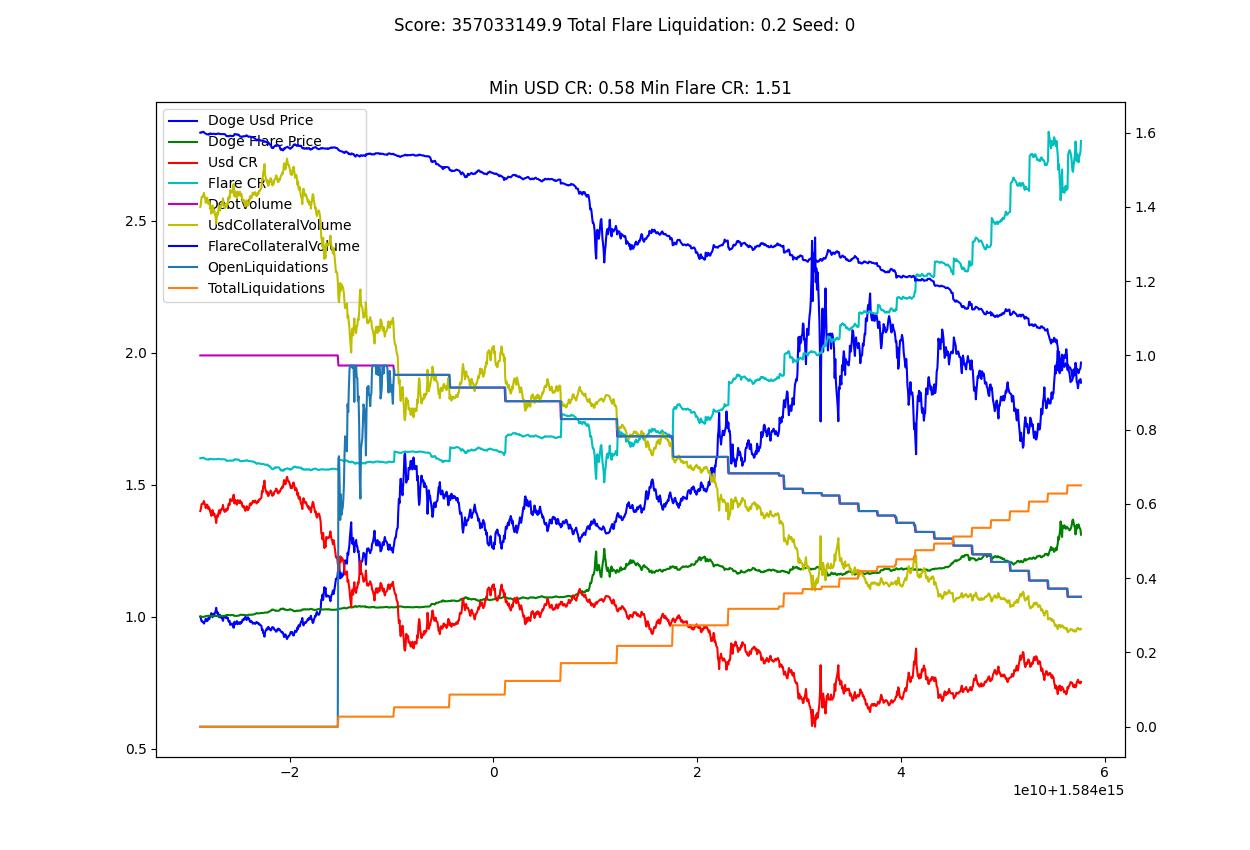 Score: 357033149.9 Total Flare Liquidation: 0.2 Seed: 0
Min USD CR: 0.58 Min Flare CR: 1.51
Doge Usd Price
Doge Flare Price
Usd CR
Flare CR
DebtVolume
UsdCollateralVolume
FlareCollateralVolume
OpenLiquidations
TotalLiquidations
2.5
2.0
1.5
1.0
0.5
1.6
1.4
1.2
1.0
0.8
0.6
0.4
0.2
0.0
−2 0 2 4 6
1e10+1.584e15